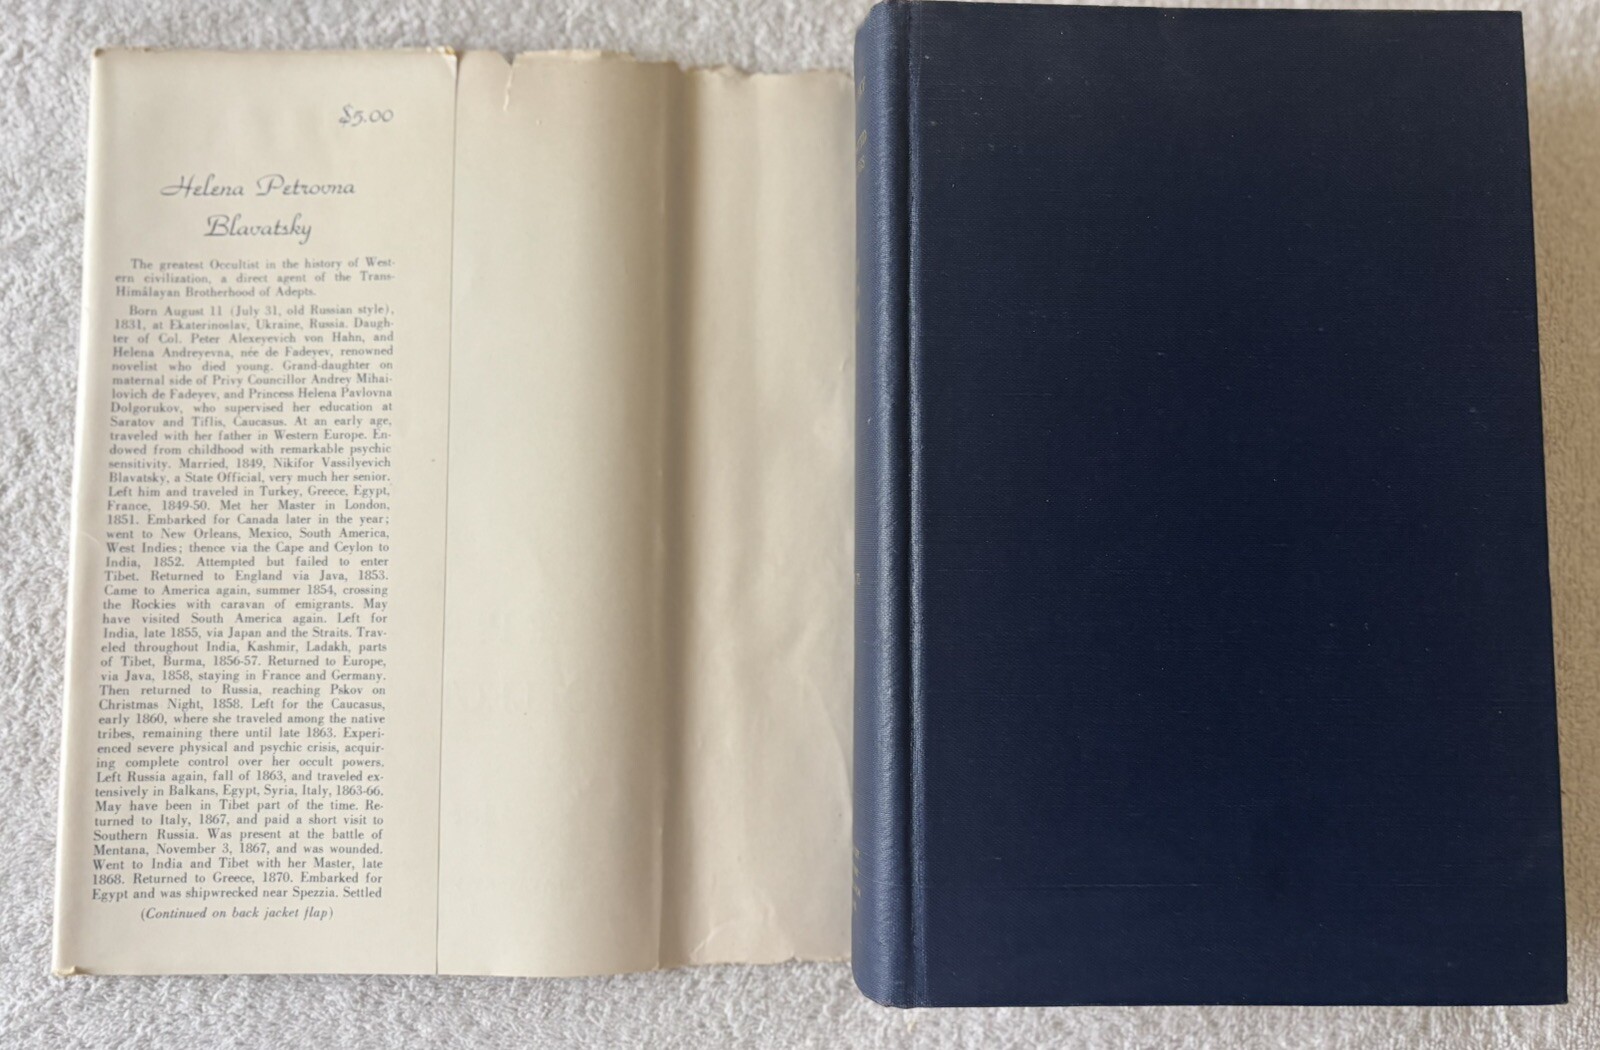 $5.00
Helena Petrovna
Blavatsky
The greatest Occultist in the history of West-
ern civilization, a direct agent of the Trans-
Himâlayan Brotherhood of Adepts.
Born August 11 (July 31, old Russian style),
1831, at Ekaterinoslav, Ukraine, Russia. Daugh-
ter of Col. Peter Alexeyevich von Hahn, and
Helena Andreyevna, née de Fadeyev, renowned
novelist who died young. Grand-daughter on
maternal side of Privy Councillor Andrey Mihai-
lovich de Fadeyev, and Princess Helena Pavlovna
Dolgorukov, who supervised her education at
Saratov and Tiflis, Caucasus. At an early age,
traveled with her father in Western Europe. En-
dowed from childhood with remarkable psychic
sensitivity. Married, 1849, Nikifor Vassilyevich
Blavatsky, a State Official, very much her senior.
Left him and traveled in Turkey, Greece, Egypt,
France, 1849-50. Met her Master in London,
1851. Embarked for Canada later in the year;
went to New Orleans, Mexico, South America,
West Indies; thence via the Cape and Ceylon to
India, 1852. Attempted but failed to enter
Tibet. Returned to England via Java, 1853.
Came to America again, summer 1854, crossing
the Rockies with caravan of emigrants. May
have visited South America again. Left for
India, late 1855, via Japan and the Straits. Trav-
eled throughout India, Kashmir, Ladakh, parts
of Tibet, Burma, 1856-57. Returned to Europe,
via Java, 1858, staying in France and Germany.
Then returned to Russia, reaching Pskov on
Christmas Night, 1858. Left for the Caucasus,
early 1860, where she traveled among the native
tribes, remaining there until late 1863. Experi-
enced severe physical and psychic crisis, acquir-
ing complete control over her occult powers.
Left Russia again, fall of 1863, and traveled ex-
tensively in Balkans, Egypt, Syria, Italy, 1863-66.
May have been in Tibet part of the time. Re-
turned to Italy, 1867, and paid a short visit to
Southern Russia. Was present at the battle of
Mentana, November 3, 1867, and was wounded.
Went to India and Tibet with her Master, late
1868. Returned to Greece, 1870. Embarked for
Egypt and was shipwrecked near Spezzia. Settled
(Continued on back jacket flap)